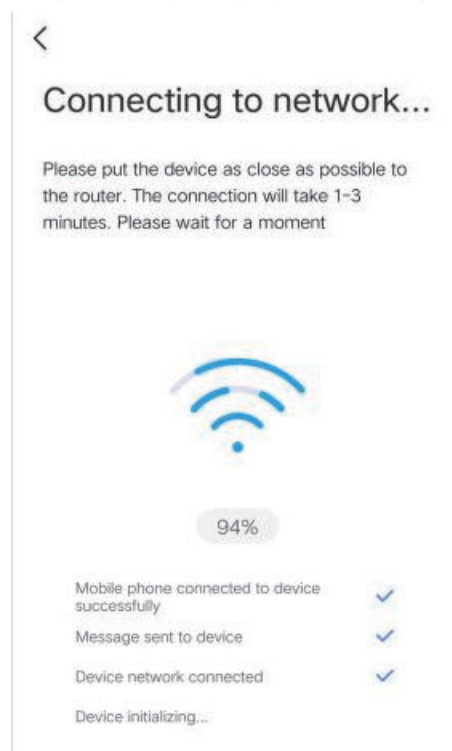 Connecting to network...
Please put the device as close as possible to
the router. The connection will take 1-3
minutes. Please wait for a moment
94%
Mobile phone connected to device
successfully
Message sent to device
Device network connected
Device initializing...